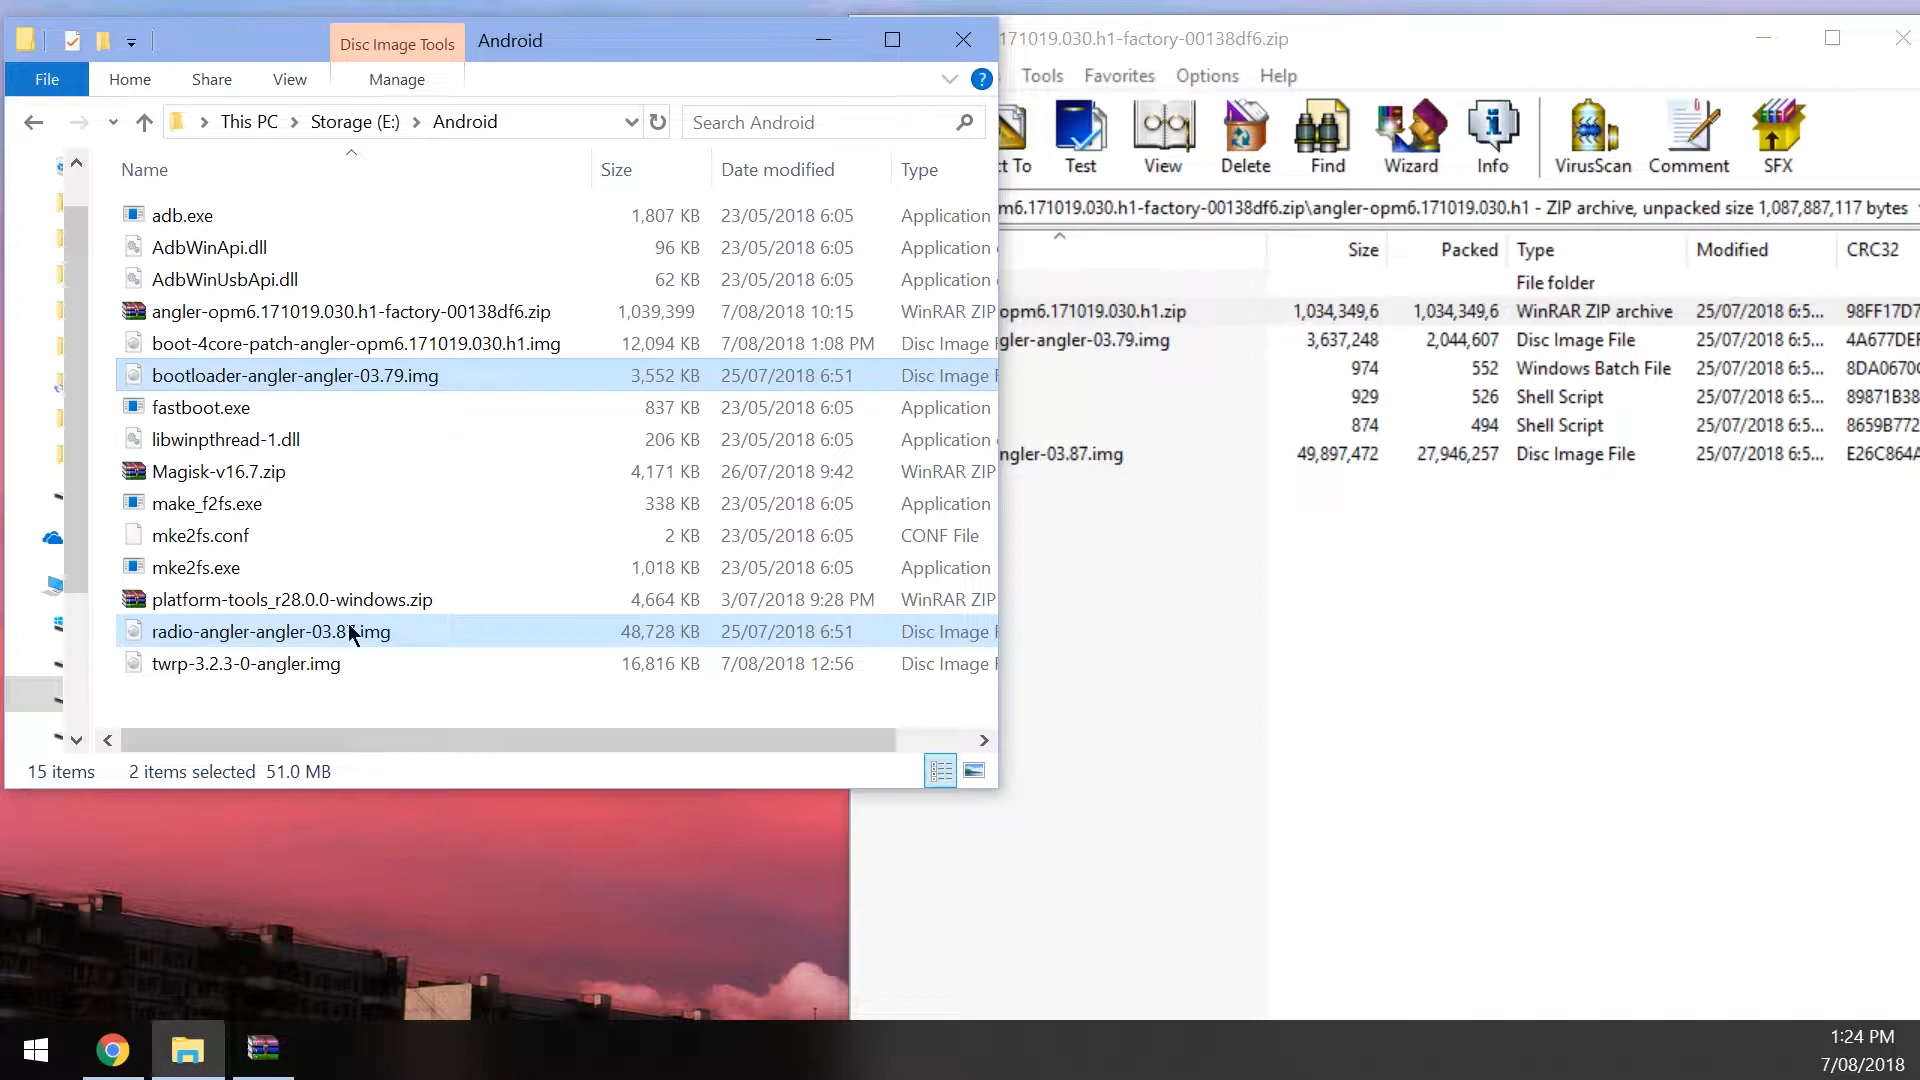 Disc Image Tools
Android
File
Home
Share
View
Manage
This PC
Storage (E:)
Android
Search Android
Name
Size
Date modified
Type
adb.exe 1,807 KB 23/05/2018 6:05 Application
AdbWinApi.dll 96 KB 23/05/2018 6:05 Application
AdbWinUsbApi.dll 62 KB 23/05/2018 6:05 Application
angler-opm6.171019.030.h1-factory-00138df6.zip 1,039,399 7/08/2018 10:15 WinRAR ZIP
boot-4core-patch-angler-opm6.171019.030.h1.img 12,094 KB 7/08/2018 1:08 PM Disc Image
bootloader-angler-angler-03.79.img 3,552 KB 25/07/2018 6:51 Disc Image
fastboot.exe 837 KB 23/05/2018 6:05 Application
libwinpthread-1.dll 206 KB 23/05/2018 6:05 Application
Magisk-v16.7.zip 4,171 KB 26/07/2018 9:42 WinRAR ZIP
make_f2fs.exe 338 KB 23/05/2018 6:05 Application
mke2fs.conf 2 KB 23/05/2018 6:05 CONF File
mke2fs.exe 1,018 KB 23/05/2018 6:05 Application
platform-tools_r28.0.0-windows.zip 4,664 KB 3/07/2018 9:28 PM WinRAR ZIP
radio-angler-angler-03.8 img 48,728 KB 25/07/2018 6:51 Disc Image
twrp-3.2.3-0-angler.img 16,816 KB 7/08/2018 12:56 Disc Image
15 items
2 items selected 51.0 MB
171019.030.h1-factory-00138df6.zip
Tools
Favorites
Options
Help
t To
Test
View
Delete
Find
Wizard
Info
VirusScan
Comment
SFX
m6.171019.030.h1-factory-00138df6.zip\angler-opm6.171019.030.h1 - ZIP archive, unpacked size 1,087,887,117 bytes
Size
Packed
Type
Modified
CRC32
File folder
opm6.171019.030.h1.zip 1,034,349,6 1,034,349,6 WinRAR ZIP archive 25/07/2018 6:5... 98FF17D7
gler-angler-03.79.img 3,637,248 2,044,607 Disc Image File 25/07/2018 6:5... 4A677DEF
974 552 Windows Batch File 25/07/2018 6:5... 8DA0670
929 526 Shell Script 25/07/2018 6:5... 89871B38
874 494 Shell Script 25/07/2018 6:5... 8659B772
ngler-03.87.img 49,897,472 27,946,257 Disc Image File 25/07/2018 6:5... E26C864A
1:24 PM
7/08/2018